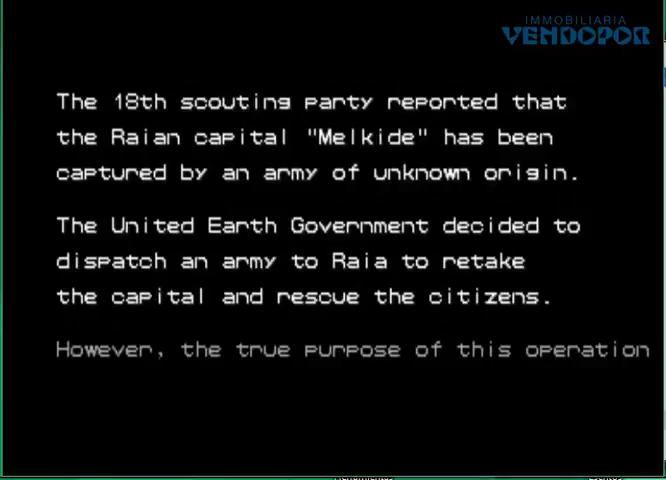 IMMOBILIARIA
VENDOPOR
The 18th scouting party reported that
the Raian capital "Melkide" has been
captured by an army of unknown origin.
The United Earth Government decided to
dispatch an army to Raia to retake
the capital and rescue the citizens.
However, the true purpose of this operation